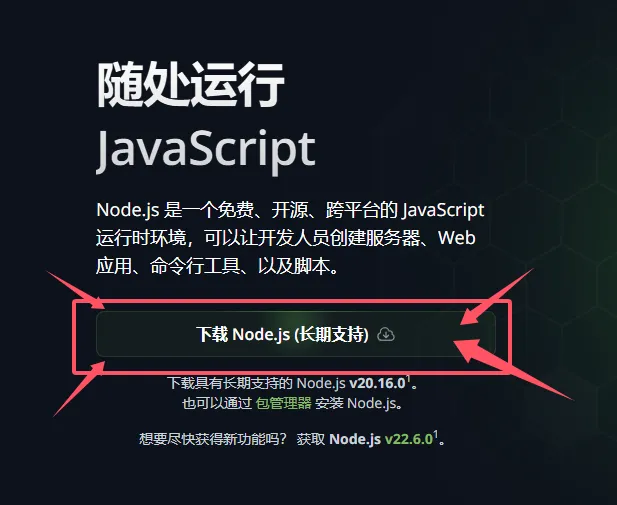 随处运行
JavaScript
Node.js 是一个免费、开源、跨平台的 JavaScript
运行时环境，可以让开发人员创建服务器、Web
应用、命令行工具、以及脚本。
下载 Node.js (长期支持)
下载具有长期支持的 Node.js v20.16.0¹。
也可以通过 包管理器 安装 Node.js。
想要尽快获得新功能吗？ 获取 Node.js v22.6.0¹。